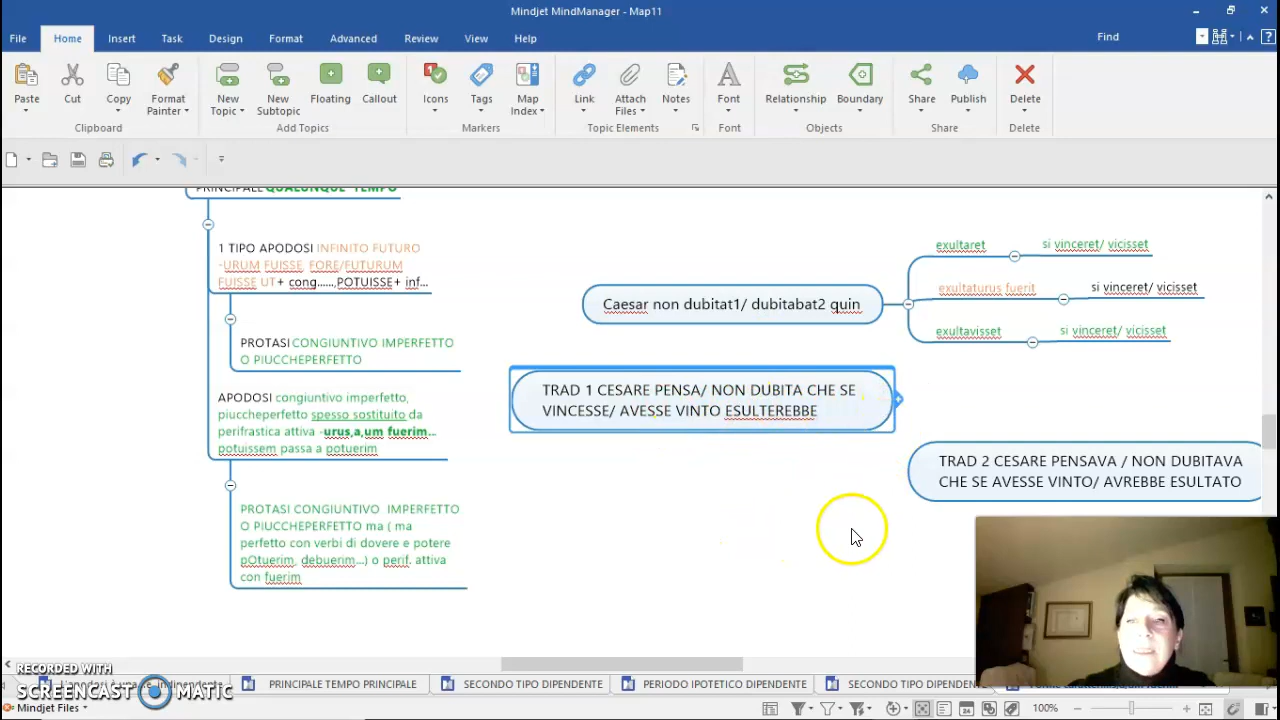 Mindjet MindManager - Map11
File Home Insert Task Design Format Advanced Review View Help Find
Paste Cut Copy Format Painter New Topic New Subtopic Floating Callout Icons Tags Map Index Link Attach Files Notes Font Relationship Boundary Share Publish Delete
Clipboard Add Topics Markers Topic Elements Font Objects Share Delete
PRINCIPALE QUALUNQUE TEMPO
1 TIPO APODOSI INFINITO FUTURO
-URUM FUISSE, FORE/FUTURUM
FUISSE UT+ cong......,POTUISSE+ inf...
PROTASI CONGIUNTIVO IMPERFETTO
O PIUCCHEPERFETTO
APODOSI congiuntivo imperfetto,
piuccheperfetto spesso sostituito da
perifrastica attiva -urus,a,um fuerim...
potuissem passa a potuerim
PROTASI CONGIUNTIVO IMPERFETTO
O PIUCCHEPERFETTO ma ( ma
perfetto con verbi di dovere e potere
pOtuerim, debuerim...) o perif. attiva
con fuerim
Caesar non dubitat1/ dubitabat2 quin
exultaret si vinceret/ vicisset
exultaturus fuerit si vinceret/ vicisset
exultavisset si vinceret/ vicisset
TRAD 1 CESARE PENSA/ NON DUBITA CHE SE
VINCESSE/ AVESSE VINTO ESULTEREBBE
TRAD 2 CESARE PENSAVA / NON DUBITAVA
CHE SE AVESSE VINTO/ AVREBBE ESULTATO
RECORDED WITH
SCREENCAST MATIC
PRINCIPALE TEMPO PRINCIPALE SECONDO TIPO DIPENDENTE PERIODO IPOTETICO DIPENDENTE SECONDO TIPO DIPENDENTE
Mindjet Files 100%